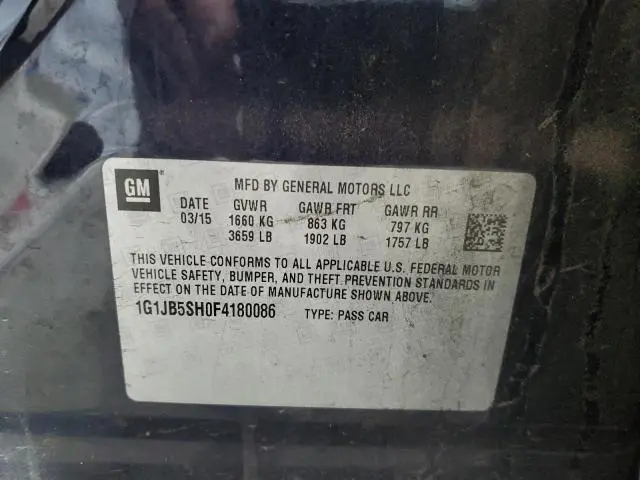 GM
MFD BY GENERAL MOTORS LLC
DATE GVWR GAWR FRT GAWR RR
03/15 1660 KG 863 KG 797 KG
3659 LB 1902 LB 1757 LB
THIS VEHICLE CONFORMS TO ALL APPLICABLE U.S. FEDERAL MOTOR
VEHICLE SAFETY, BUMPER, AND THEFT PREVENTION STANDARDS IN
EFFECT ON THE DATE OF MANUFACTURE SHOWN ABOVE.
1G1JB5SH0F4180086 TYPE: PASS CAR